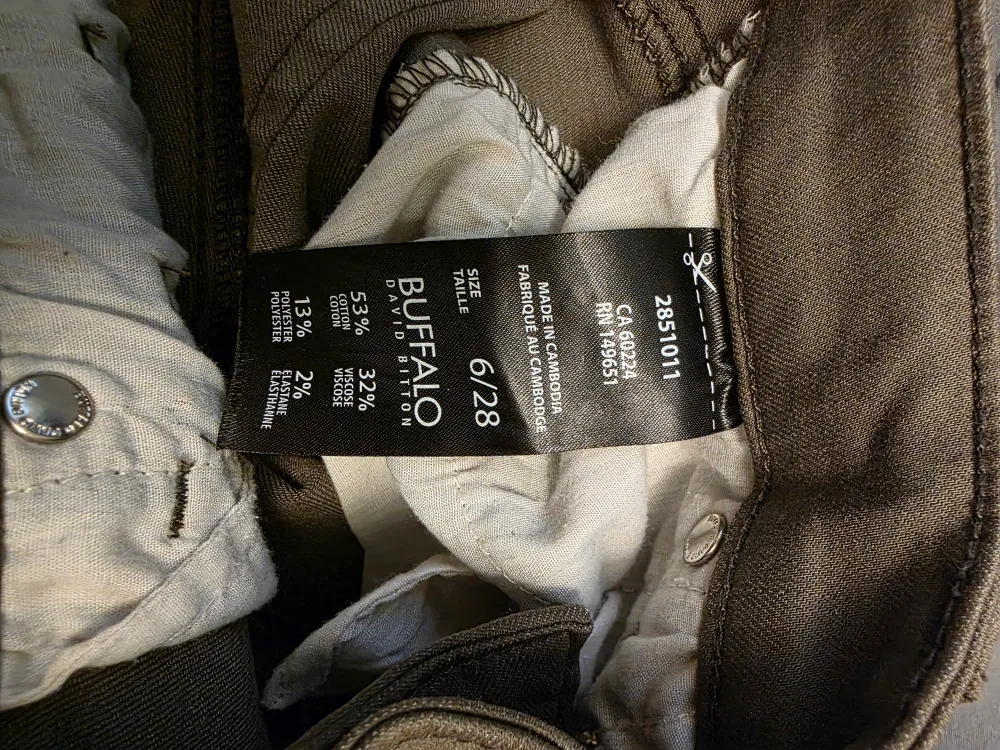 2851011
CA 60224
RN 149651
MADE IN CAMBODIA
FABRIQUÉ AU CAMBODGE
SIZE
TAILLE
6/28
BUFFALO
DAVID BITTON
53% 32%
COTTON VISCOSE
COTON VISCOSE
13% 2%
POLYESTER ELASTANE
POLYESTER ÉLASTHANNE